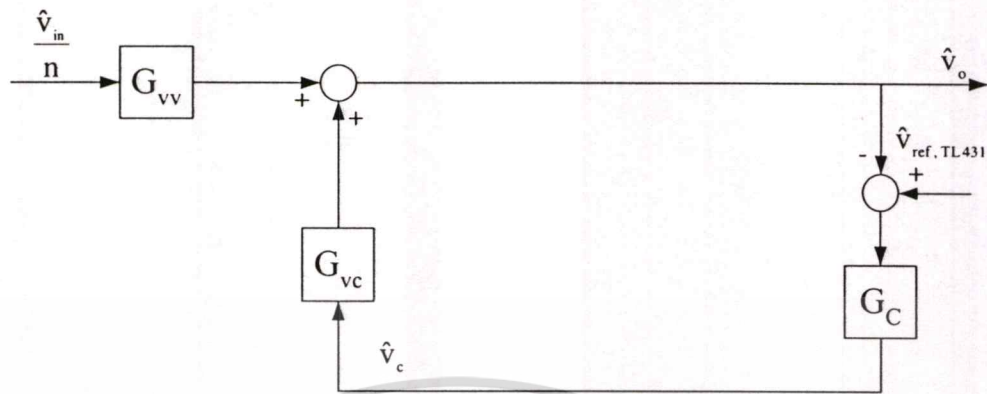 v̂in
n
Gvv
+
+
v̂o
-
v̂ref, TL431
+
Gvc
GC
v̂c